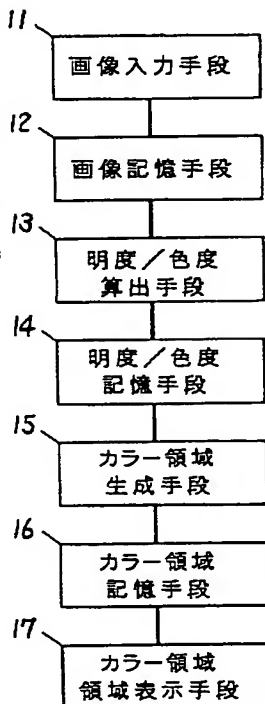 11
画像入力手段
12
画像記憶手段
13
明度／色度
算出手段
14
明度／色度
記憶手段
15
カラー領域
生成手段
16
カラー領域
記憶手段
17
カラー領域
領域表示手段